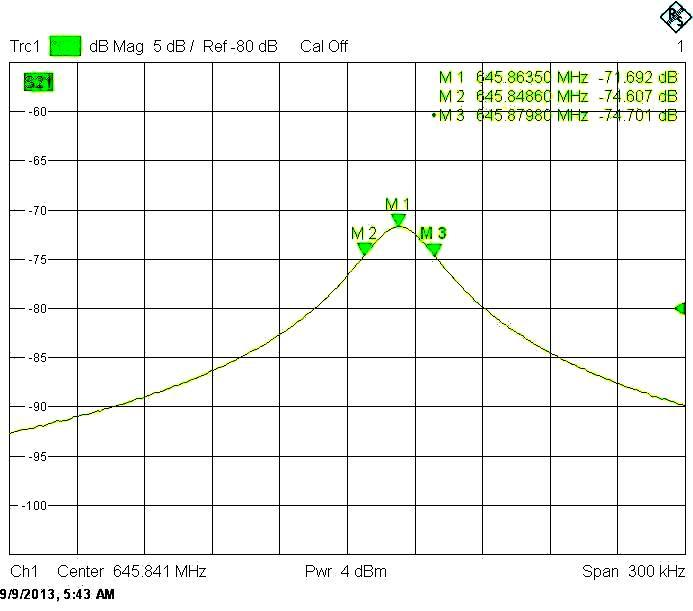 Trc1 dB Mag 5 dB / Ref -80 dB Cal Off 1
S21
M 1 645.86350 MHz -71.692 dB
M 2 645.84860 MHz -74.607 dB
•M 3 645.87980 MHz -74.701 dB
-60
-65
-70
M 1
M 2 M 3
-75
-80
-85
-90
-95
-100
Ch1 Center 645.841 MHz Pwr 4 dBm Span 300 kHz
9/9/2013, 5:43 AM